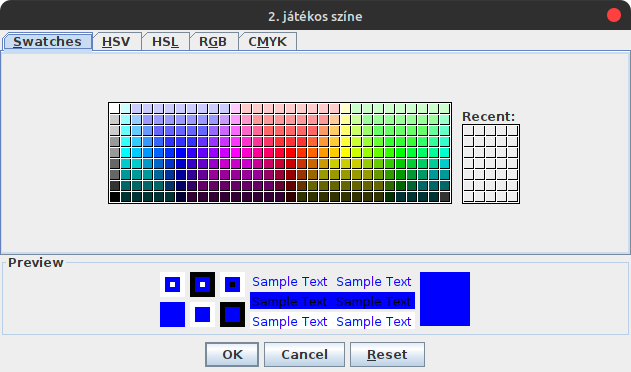 2. játékos színe
Swatches HSV HSL RGB CMYK
Recent:
Preview
Sample Text Sample Text
Sample Text Sample Text
Sample Text Sample Text
OK Cancel Reset